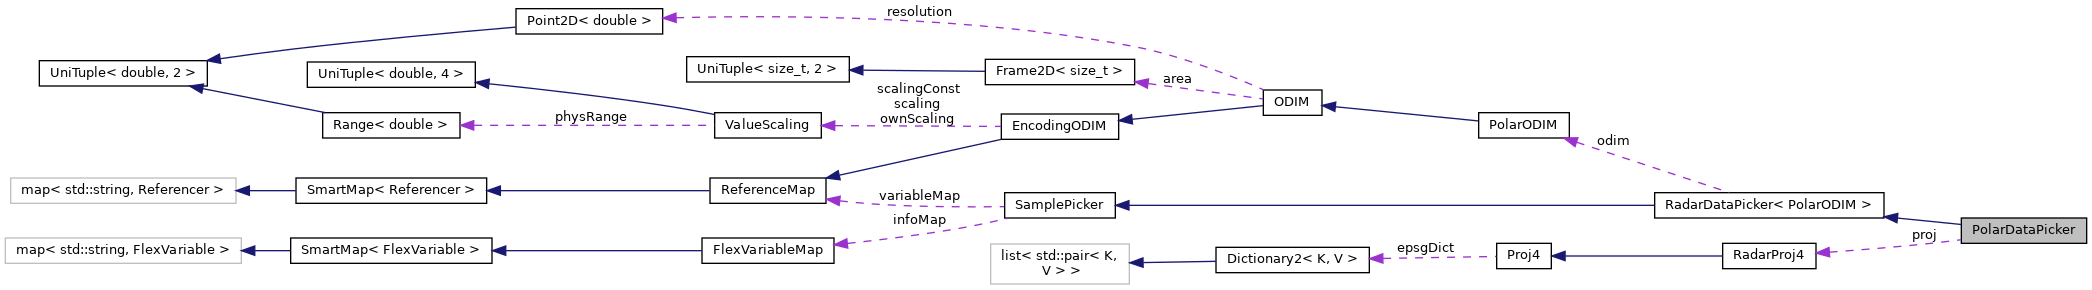 resolution
Point2D< double >
UniTuple< double, 2 >
UniTuple< double, 4 >
UniTuple< size_t, 2 >
Frame2D< size_t >
area
scalingConst
scaling
ownScaling
ODIM
Range< double >
physRange
ValueScaling
EncodingODIM
PolarODIM
odim
map< std::string, Referencer >
SmartMap< Referencer >
ReferenceMap
variableMap
SamplePicker
RadarDataPicker< PolarODIM >
infoMap
PolarDataPicker
proj
map< std::string, FlexVariable >
SmartMap< FlexVariable >
FlexVariableMap
list< std::pair< K,
V > >
Dictionary2< K, V >
epsgDict
Proj4
RadarProj4